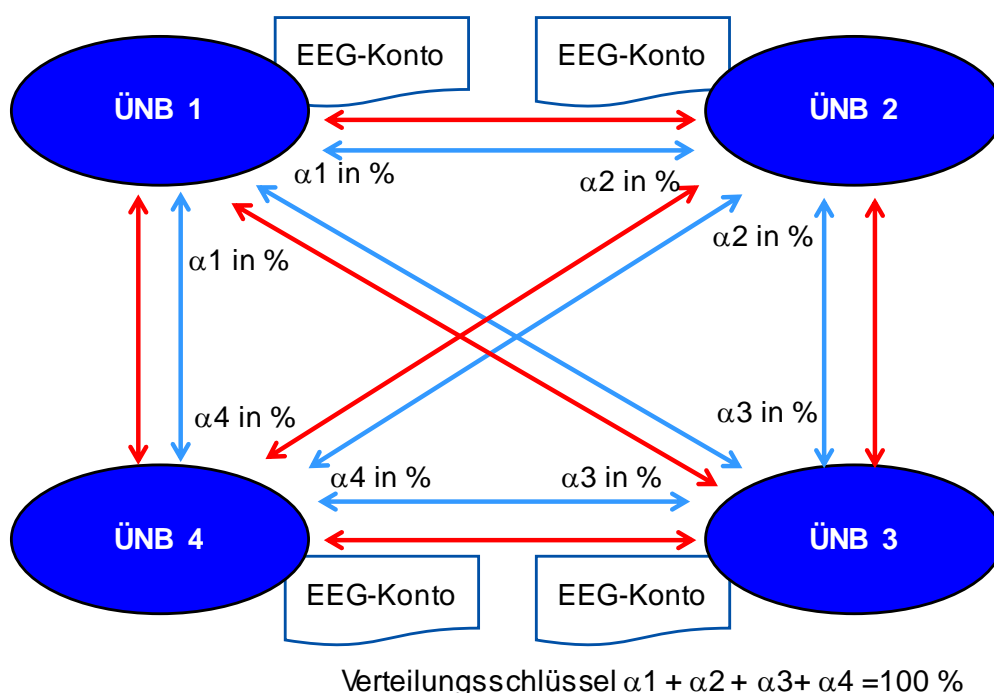 EEG-Konto EEG-Konto
ÜNB 1 ÜNB 2
α1 in % α2 in %
α2 in %
α1 in %
α4 in % α3 in %
α4 in % α3 in %
ÜNB 4 ÜNB 3
EEG-Konto EEG-Konto
Verteilungsschlüssel α1 + α2 + α3+ α4 =100 %